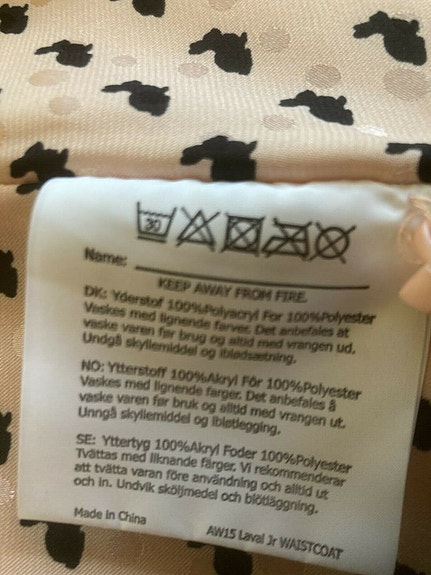 30
Name:
KEEP AWAY FROM FIRE.
DK: Yderstof 100%Polyacryl For 100%Polyester
Vaskes med lignende farver. Det anbefales at
vaske varen før brug og altid med vrangen ud.
Undgå skyllemiddel og iblødsætning.
NO: Ytterstoff 100%Akryl Fôr 100%Polyester
Vaskes med lignende farger. Det anbefales å
vaske varen før bruk og alltid med vrangen ut.
Unngå skyllemiddel og bløtlegging.
SE: Yttertyg 100%Akryl Foder 100%Polyester
Tvättas med liknande färger. Vi rekommenderar
att tvätta varan före användning och alltid ut
och in. Undvik sköljmedel och blötläggning.
Made in China
AW15 Laval Jr WAISTCOAT